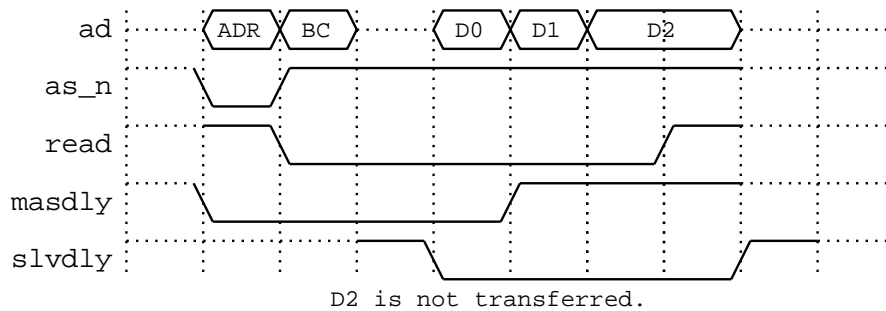 ad ADR BC D0 D1 D2
as_n
read
masdly
slvdly
D2 is not transferred.